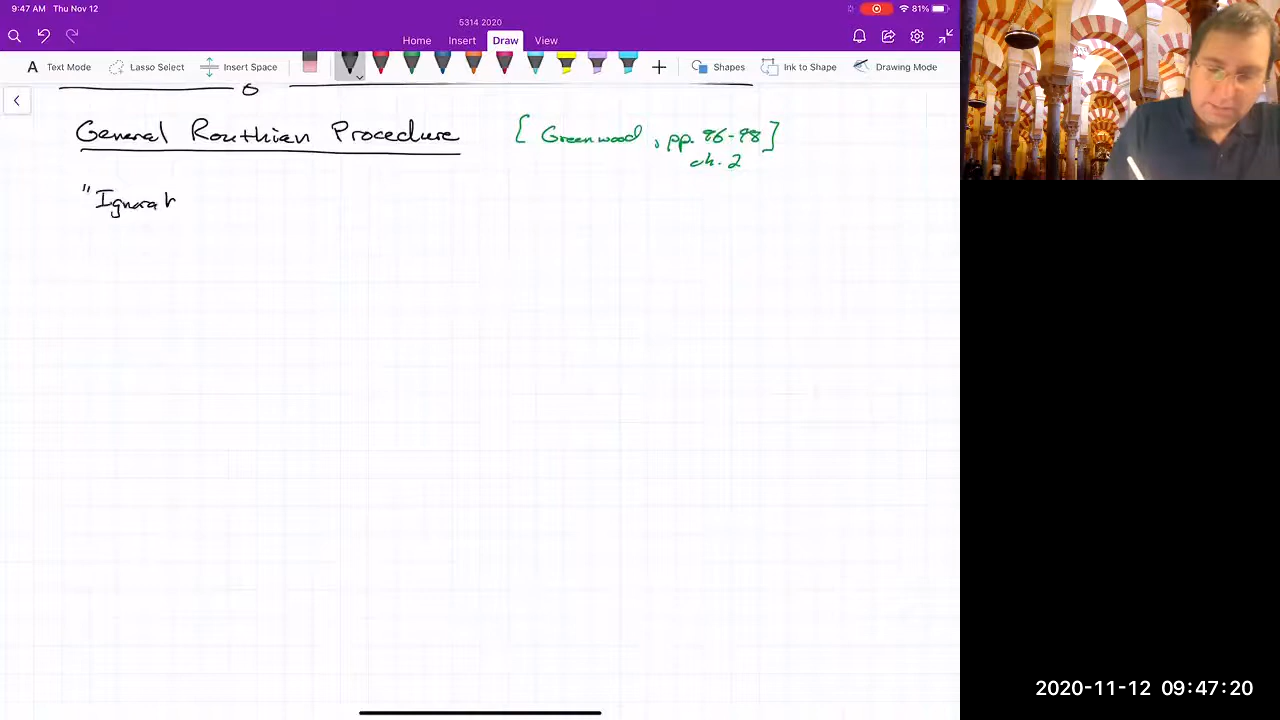 9:47 AM Thu Nov 12
81%
5314 2020
Home Insert Draw View
A Text Mode Lasso Select Insert Space Shapes Ink to Shape Drawing Mode
General Routhian Procedure [Greenwood, pp. 96-98]
ch. 2
"Ignorab
2020-11-12 09:47:20